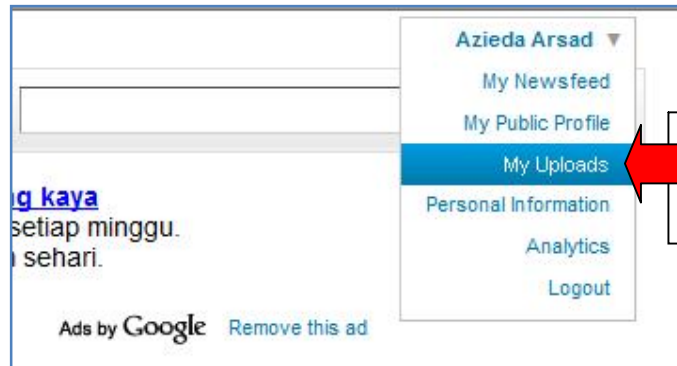 Azieda Arsad ▼
My Newsfeed
My Public Profile
My Uploads
Personal Information
Analytics
Logout
g kaya
setiap minggu.
sehari.
Ads by Google Remove this ad